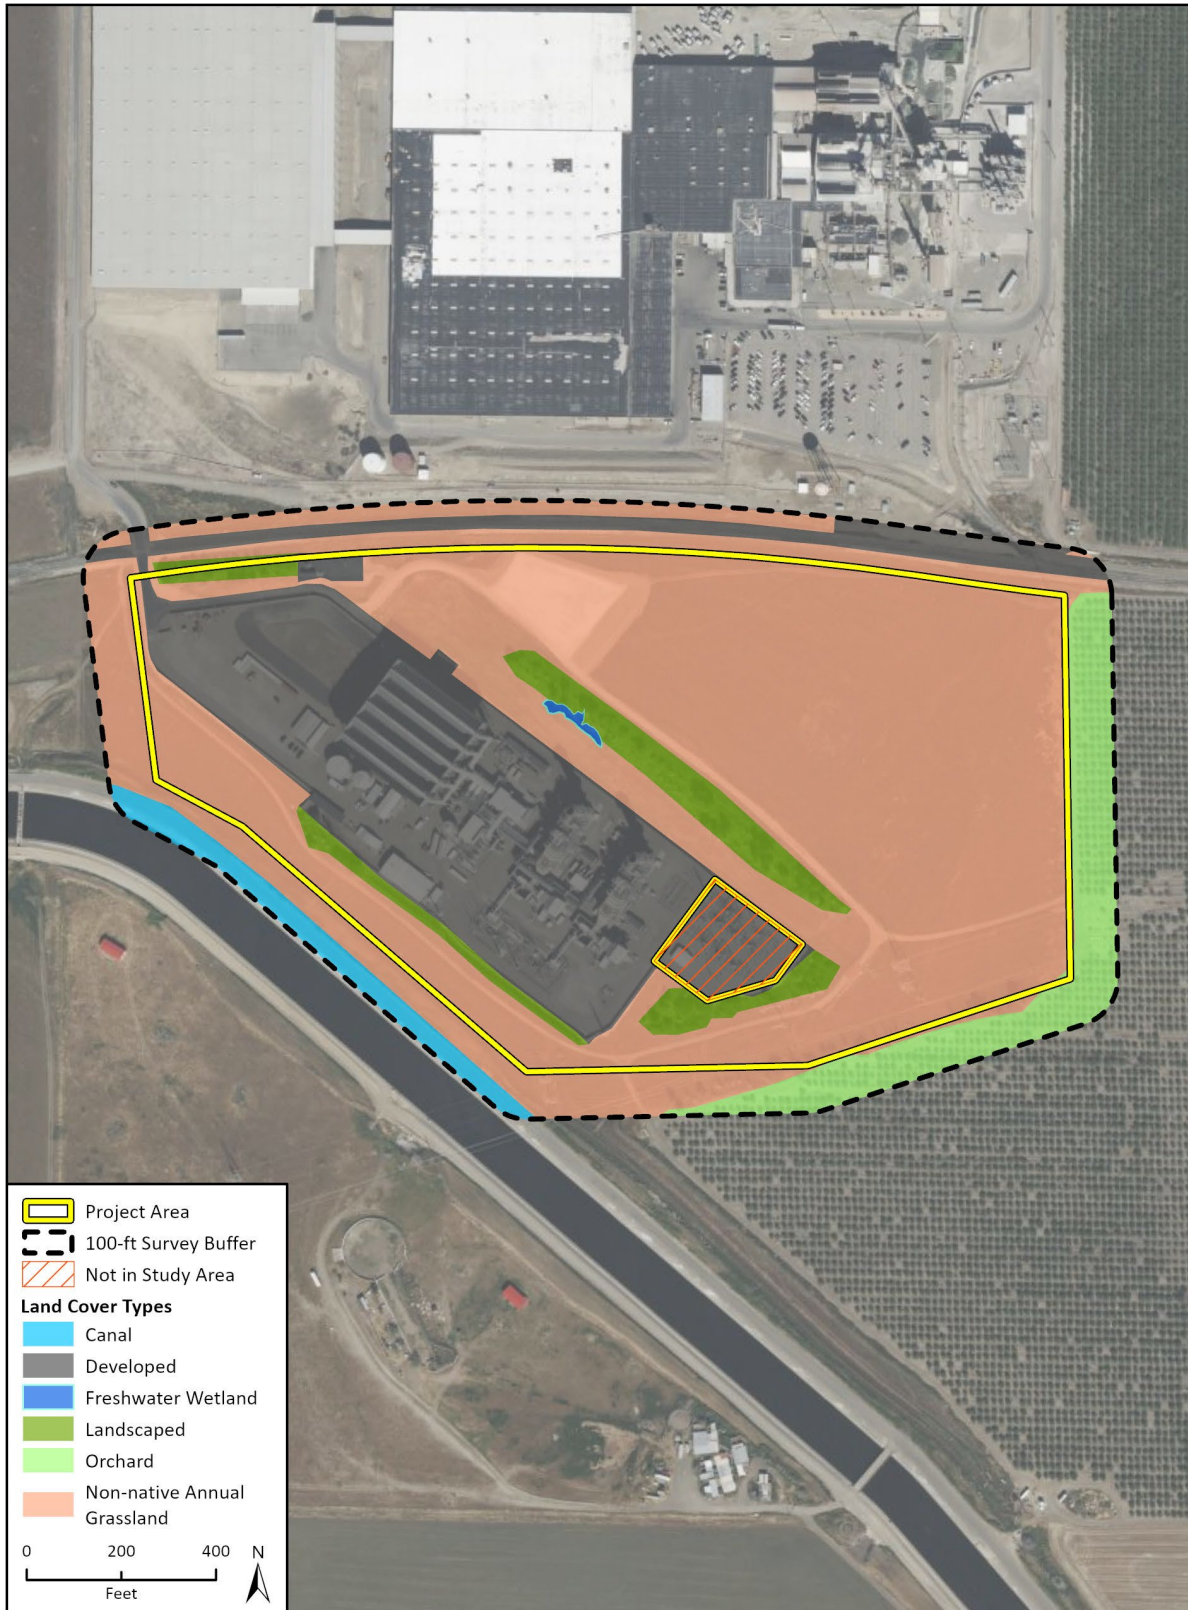 Project Area
100-ft Survey Buffer
Not in Study Area
Land Cover Types
Canal
Developed
Freshwater Wetland
Landscaped
Orchard
Non-native Annual
Grassland
0 200 400 N
Feet